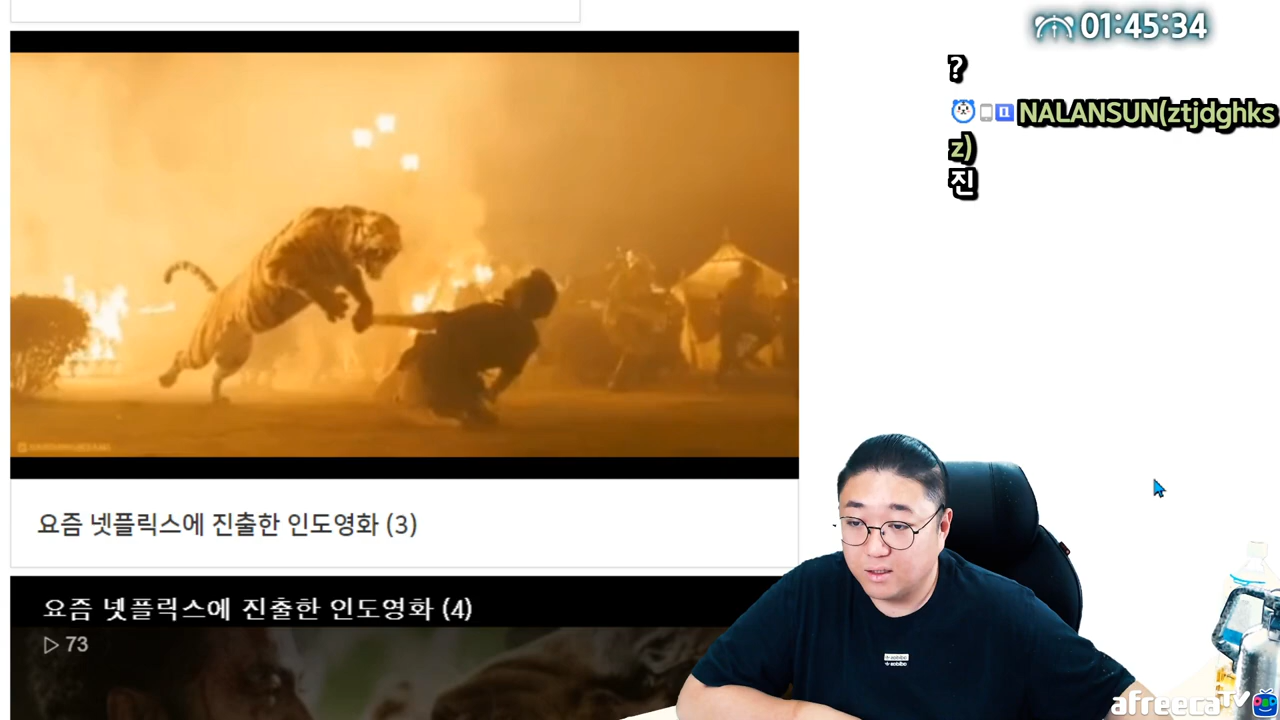 01:45:34
?
NALANSUN(ztjdghks
z)
진
요즘 넷플릭스에 진출한 인도영화 (3)
요즘 넷플릭스에 진출한 인도영화 (4)
▷ 73
afreecaTV